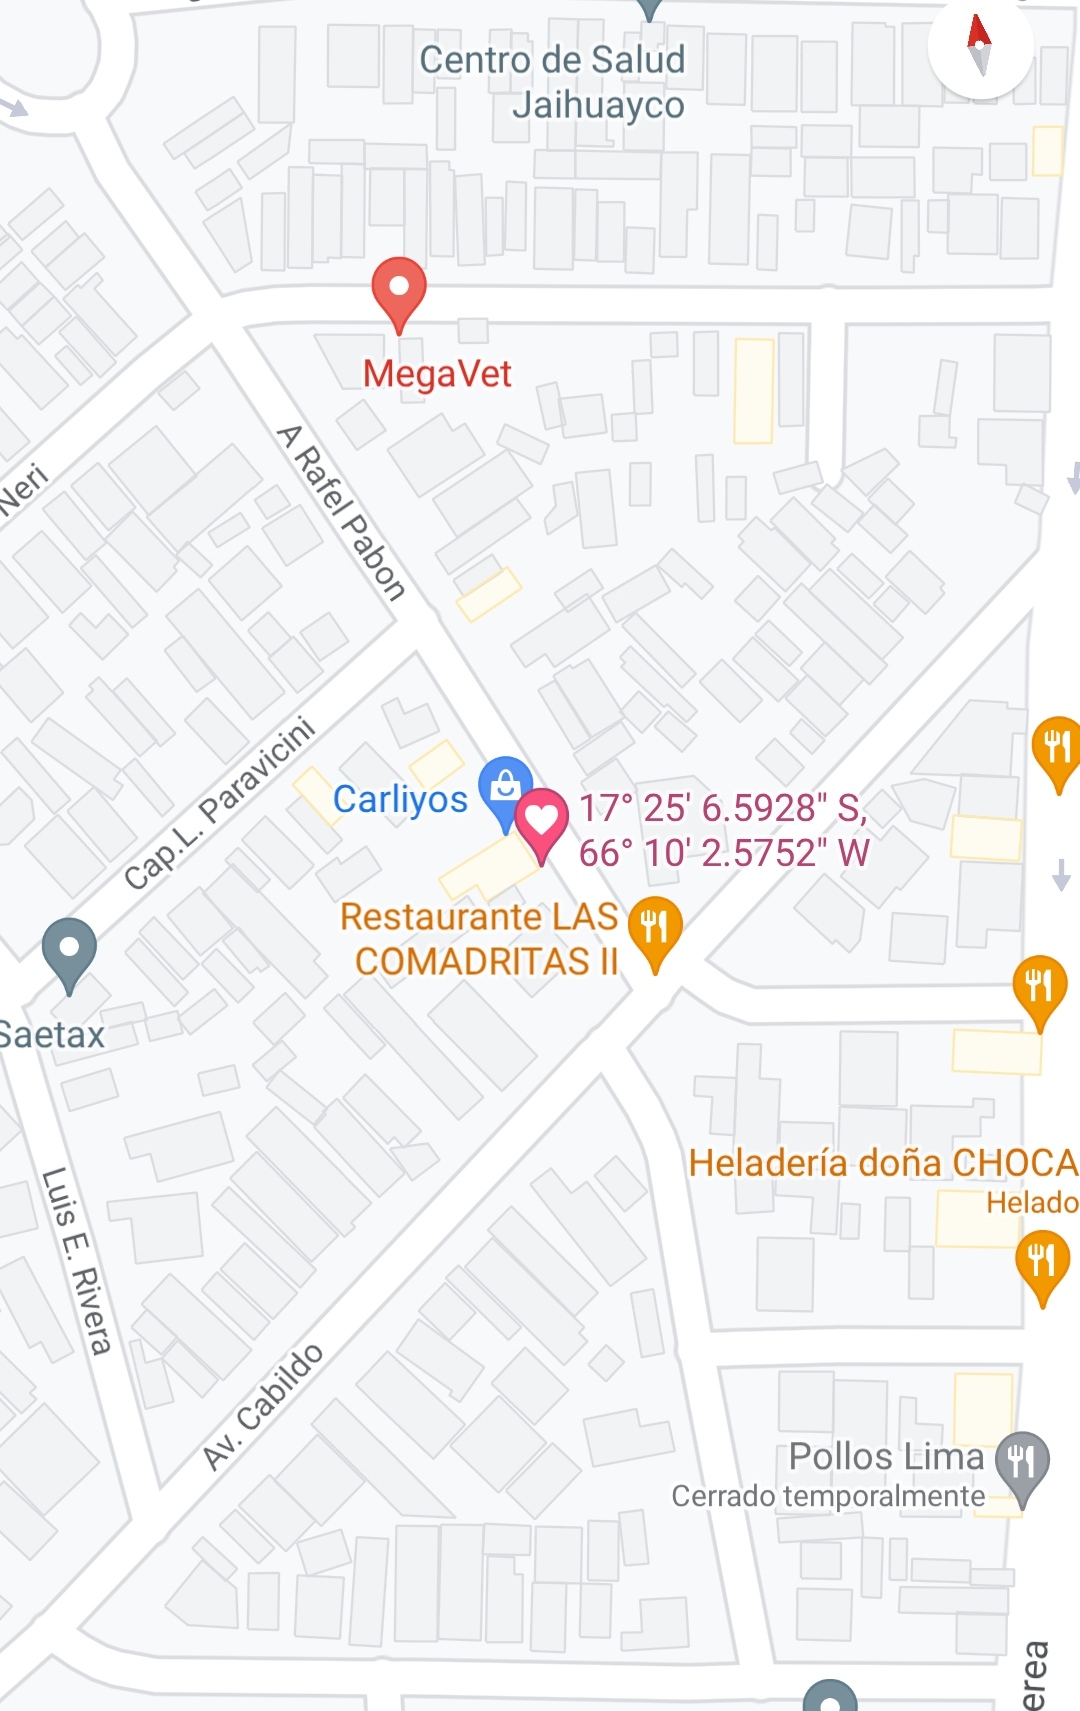 Centro de Salud
Jaihuayco
MegaVet
A Rafel Pabon
Neri
Cap.L. Paravicini
Carliyos
17° 25' 6.5928" S,
66° 10' 2.5752" W
Restaurante LAS
COMADRITAS II
Saetax
Heladería doña CHOCA
Helado
Luis E. Rivera
Av. Cabildo
Pollos Lima
Cerrado temporalmente
erea